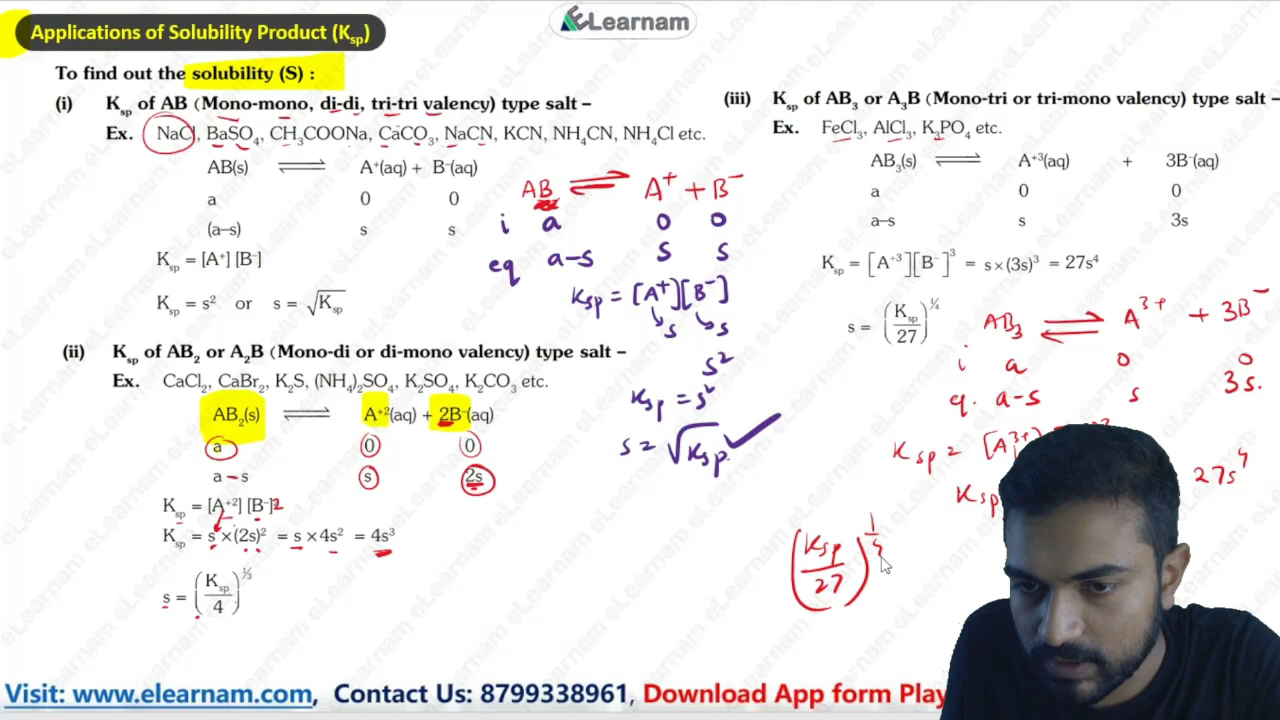 Applications of Solubility Product (Ksp)
eLearnam
To find out the solubility (S) :
(i) Ksp of AB (Mono-mono, di-di, tri-tri valency) type salt –
Ex. NaCl, BaSO4, CH3COONa, CaCO3, NaCN, KCN, NH4CN, NH4Cl etc.
AB(s) ⇌ A+(aq) + B–(aq)
a 0 0
(a–s) s s
Ksp = [A+] [B–]
Ksp = s² or s = √Ksp
AB ⇌ A+ + B–
i a 0 0
eq a–s s s
Ksp = [A+][B–]
s s
s²
Ksp = s²
s = √Ksp
(ii) Ksp of AB2 or A2B (Mono-di or di-mono valency) type salt –
Ex. CaCl2, CaBr2, K2S, (NH4)2SO4, K2SO4, K2CO3 etc.
AB2(s) ⇌ A+2(aq) + 2B–(aq)
a 0 0
a – s s 2s
Ksp = [A+2] [B–]2
Ksp = s × (2s)² = s × 4s² = 4s³
s = (Ksp/4)^⅓
(iii) Ksp of AB3 or A3B (Mono-tri or tri-mono valency) type salt –
Ex. FeCl3, AlCl3, K3PO4 etc.
AB3(s) ⇌ A+3(aq) + 3B–(aq)
a 0 0
a–s s 3s
Ksp = [A+3][B–]³ = s × (3s)³ = 27s⁴
s = (Ksp/27)^¼
AB3 ⇌ A3+ + 3B–
i a 0 0
eq. a–s s 3s.
Ksp = [A3+]
Ksp 27s⁴
(Ksp/27)
Visit: www.elearnam.com, Contact Us: 8799338961, Download App form Play